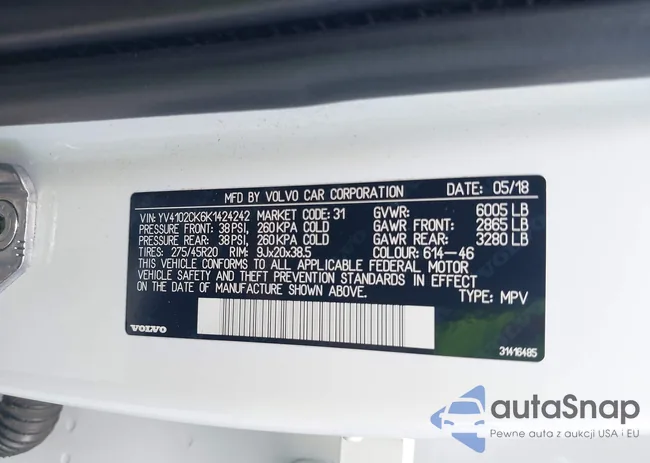 MFD BY VOLVO CAR CORPORATION DATE: 05/18
VIN: YV4102CK6K1424242 MARKET CODE: 31 GVWR: 6005 LB
PRESSURE FRONT: 38 PSI, 260 KPA COLD GAWR FRONT: 2865 LB
PRESSURE REAR: 38 PSI, 260 KPA COLD GAWR REAR: 3280 LB
TIRES: 275/45R20 RIM: 9Jx20x38.5 COLOUR: 614-46
THIS VEHICLE CONFORMS TO ALL APPLICABLE FEDERAL MOTOR
VEHICLE SAFETY AND THEFT PREVENTION STANDARDS IN EFFECT
ON THE DATE OF MANUFACTURE SHOWN ABOVE.
TYPE: MPV
VOLVO
31416485
autaSnap
Pewne auta z aukcji USA i EU